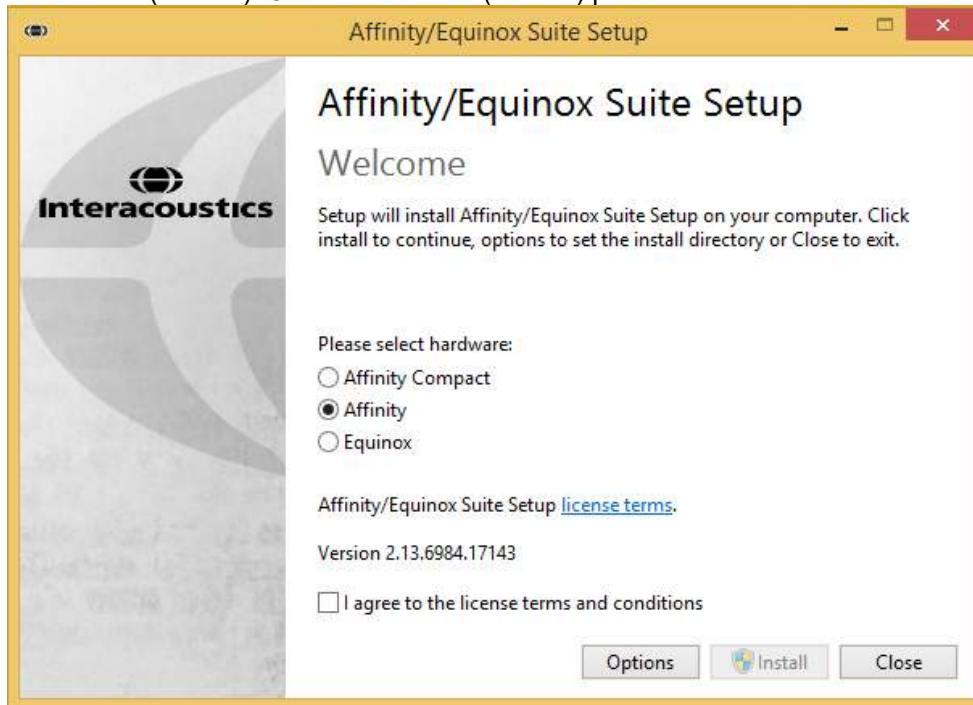 Affinity/Equinox Suite Setup
Affinity/Equinox Suite Setup
Welcome
Interacoustics
Setup will install Affinity/Equinox Suite Setup on your computer. Click
install to continue, options to set the install directory or Close to exit.
Please select hardware:
Affinity Compact
Affinity
Equinox
Affinity/Equinox Suite Setup license terms.
Version 2.13.6984.17143
I agree to the license terms and conditions
Options Install Close